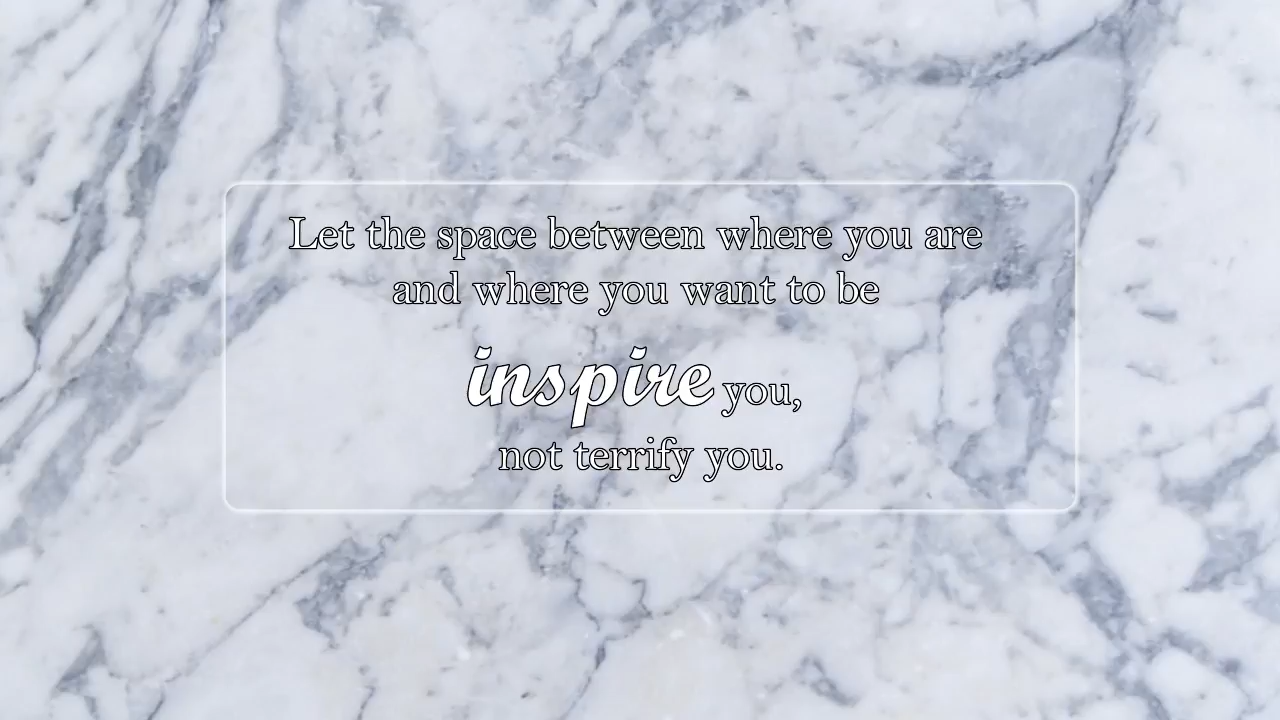 Let the space between where you are
and where you want to be
inspire you,
not terrify you.